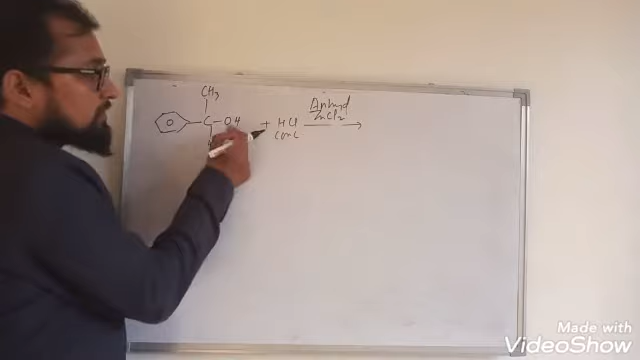 CH3
Anhyd
C - OH + HCl ZnCl2 →
conc
Made with
VideoShow